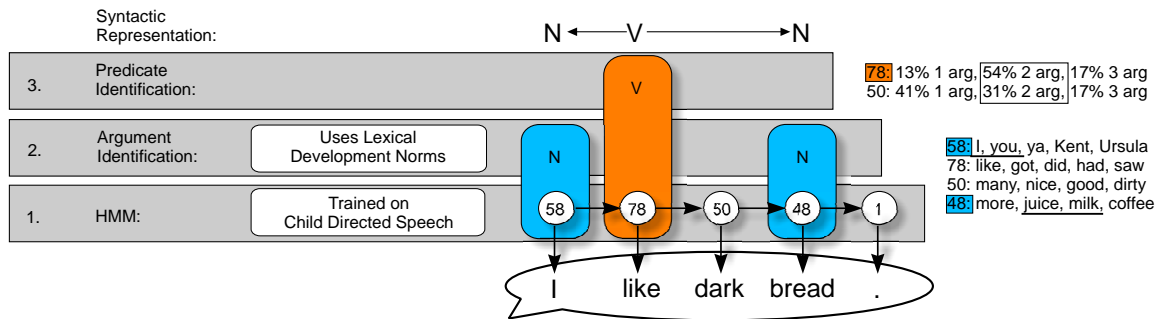 Syntactic
Representation:
N V N
3. Predicate
Identification:
V
78: 13% 1 arg, 54% 2 arg, 17% 3 arg
50: 41% 1 arg, 31% 2 arg, 17% 3 arg
2. Argument
Identification:
Uses Lexical
Development Norms
N N
58: I, you, ya, Kent, Ursula
78: like, got, did, had, saw
50: many, nice, good, dirty
48: more, juice, milk, coffee
1. HMM:
Trained on
Child Directed Speech
58 78 50 48 1
I like dark bread .